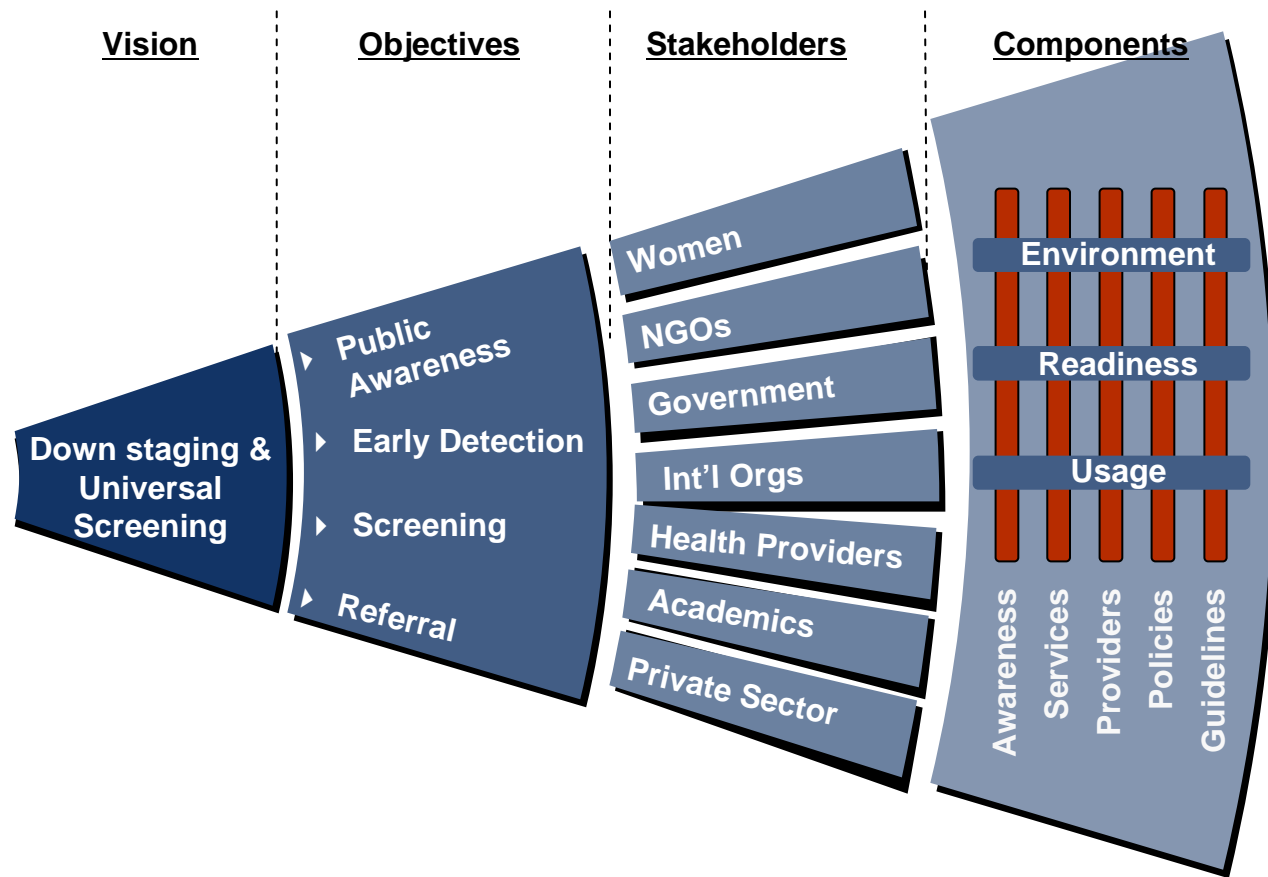 Vision
Objectives
Stakeholders
Components
Down staging &
Universal
Screening
Public
Awareness
Early Detection
Screening
Referral
Women
NGOs
Government
Int'l Orgs
Health Providers
Academics
Private Sector
Environment
Readiness
Usage
Awareness
Services
Providers
Policies
Guidelines